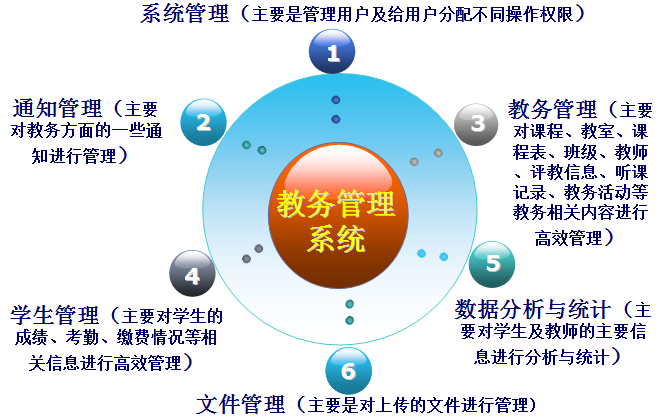 系统管理（主要是管理用户及给用户分配不同操作权限）
1
通知管理（主要
对教务方面的一些通
知进行管理）
2
3
教务管理（主要
对课程、教室、课
程表、班级、教师
、评教信息、听课
记录、教务活动等
教务相关内容进行
高效管理）
教务管理
系统
4
学生管理（主要对学生的
成绩、考勤、缴费情况等相
关信息进行高效管理）
5
数据分析与统计（主
要对学生及教师的主要信
息进行分析与统计）
6
文件管理（主要是对上传的文件进行管理）